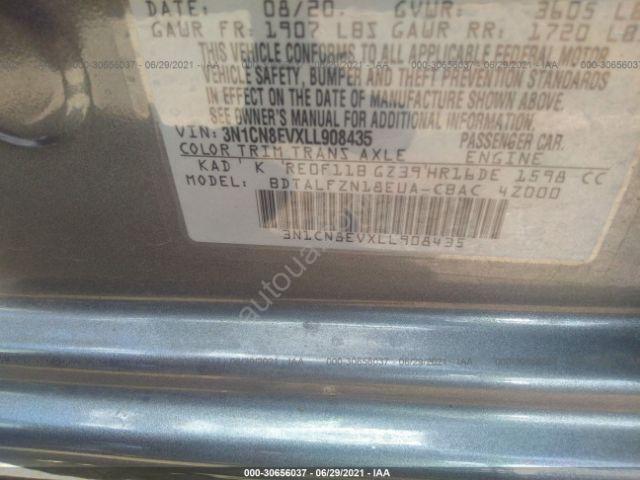 DATE: 08/20. GVWR: 3605 LB
GAWR FR: 1907 LBS GAWR RR: 1720 LBS
THIS VEHICLE CONFORMS TO ALL APPLICABLE FEDERAL MOTOR
VEHICLE SAFETY, BUMPER AND THEFT PREVENTION STANDARDS
IN EFFECT ON THE DATE OF MANUFACTURE SHOWN ABOVE.
SEE OWNER'S MANUAL FOR ADDITIONAL INFORMATION.
VIN: 3N1CN8EVXLL908435 PASSENGER CAR.
COLOR TRIM TRANS AXLE ENGINE
KAD K RE0F11B GZ39 HR16DE 1598 CC
MODEL: BDTALFZN18EUA-CBAC 4Z000
3N1CN8EVXLL908435
000-30656037 - 06/29/2021 - IAA